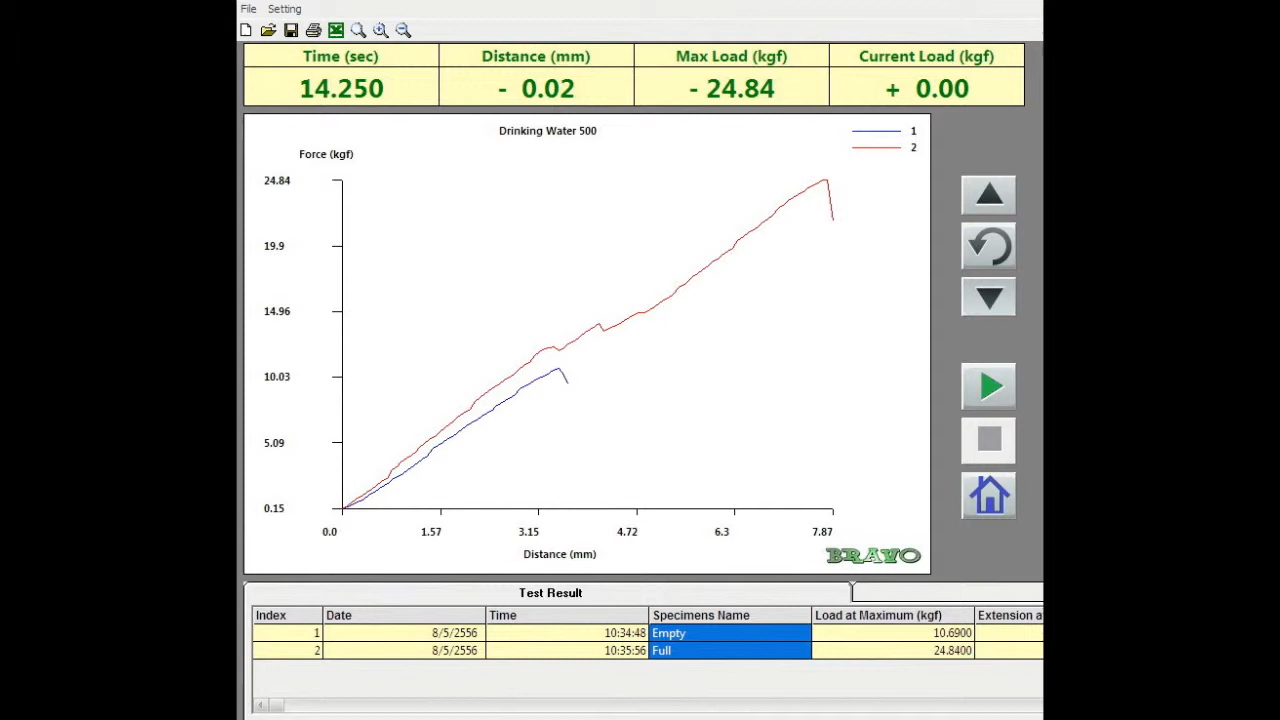 File Setting
Time (sec) Distance (mm) Max Load (kgf) Current Load (kgf)
14.250 - 0.02 - 24.84 + 0.00
Drinking Water 500
1
2
Force (kgf)
24.84
19.9
14.96
10.03
5.09
0.15
0.0 1.57 3.15 4.72 6.3 7.87
Distance (mm)
BRAVO
Test Result
Index Date Time Specimens Name Load at Maximum (kgf) Extension a
1 8/5/2556 10:34:48 Empty 10.6900
2 8/5/2556 10:35:56 Full 24.8400